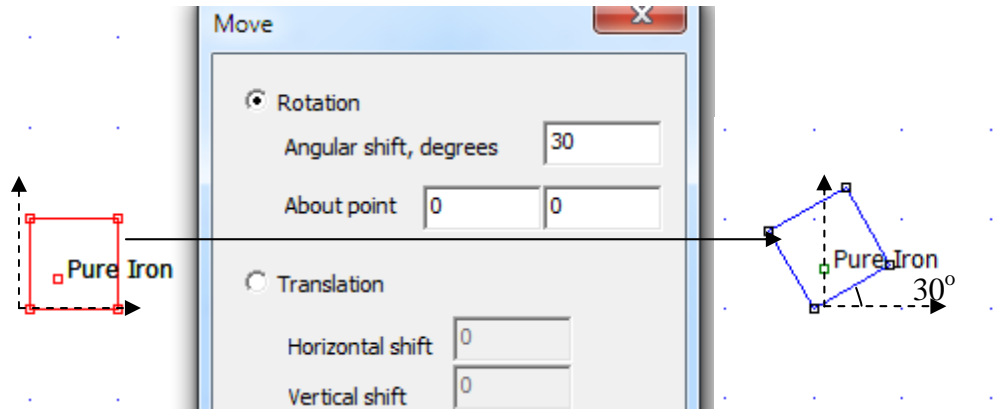 Move
Rotation
Angular shift, degrees 30
About point 0 0
Pure Iron
Translation
Horizontal shift 0
Vertical shift 0
Pure Iron
30°